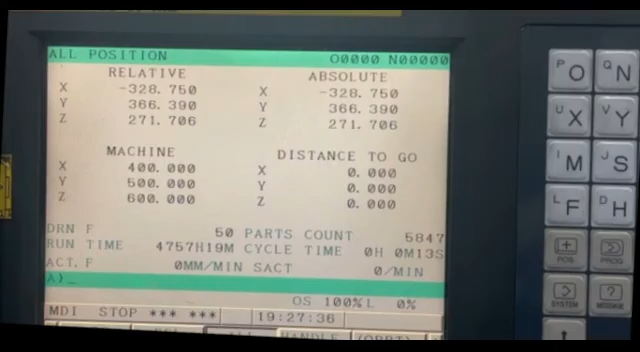 ALL POSITION O0000 N00000
RELATIVE ABSOLUTE
X -328.750 X -328.750
Y 366.390 Y 366.390
Z 271.706 Z 271.706
MACHINE DISTANCE TO GO
X 400.000 X 0.000
Y 500.000 Y 0.000
Z 600.000 Z 0.000
DRN F 50 PARTS COUNT 5847
RUN TIME 4757H19M CYCLE TIME 0H 0M13S
ACT.F 0MM/MIN SACT 0/MIN
A)_
OS 100% L 0%
MDI STOP *** *** 19:27:36
HANDLE
P O Q N
U X V Y
I M J S
L F D H
POS PROG
SYSTEM MESSAGE